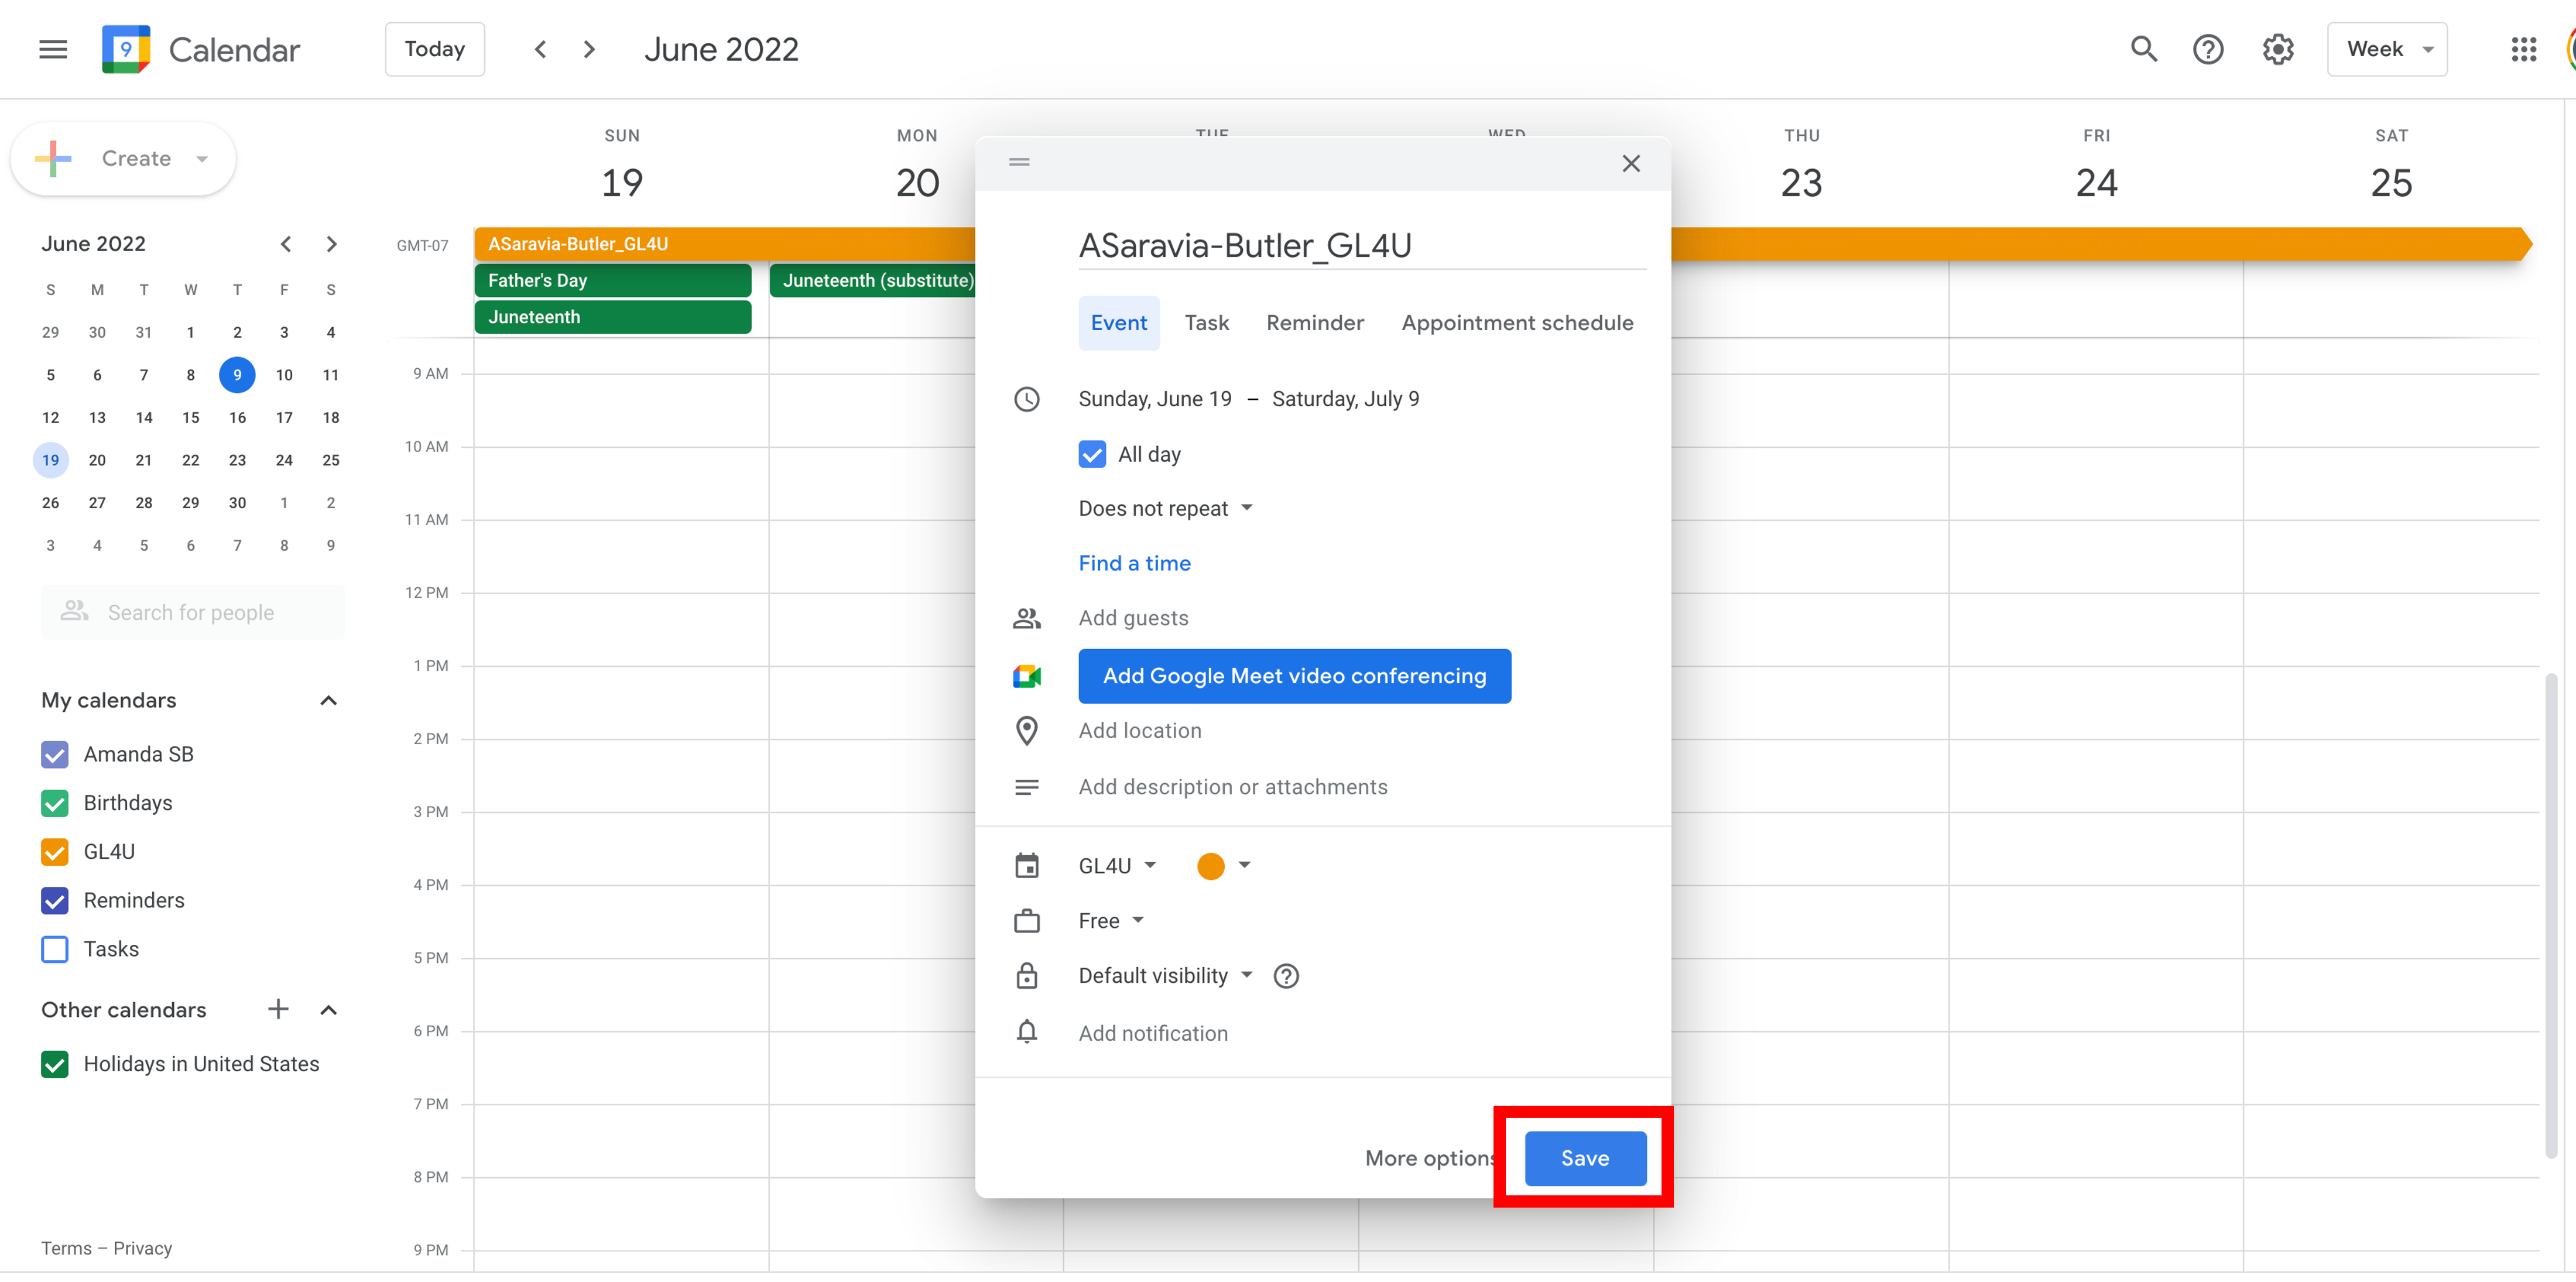 9 Calendar Today June 2022 Week
Create
SUN MON TUE WED THU FRI SAT
19 20 23 24 25
June 2022
S M T W T F S
29 30 31 1 2 3 4
5 6 7 8 9 10 11
12 13 14 15 16 17 18
19 20 21 22 23 24 25
26 27 28 29 30 1 2
3 4 5 6 7 8 9
Search for people
My calendars
Amanda SB
Birthdays
GL4U
Reminders
Tasks
Other calendars
Holidays in United States
Terms – Privacy
GMT-07
ASaravia-Butler_GL4U
Father's Day
Juneteenth (substitute)
Juneteenth
9 AM
10 AM
11 AM
12 PM
1 PM
2 PM
3 PM
4 PM
5 PM
6 PM
7 PM
8 PM
9 PM
ASaravia-Butler_GL4U
Event Task Reminder Appointment schedule
Sunday, June 19 – Saturday, July 9
All day
Does not repeat
Find a time
Add guests
Add Google Meet video conferencing
Add location
Add description or attachments
GL4U
Free
Default visibility
Add notification
More options Save